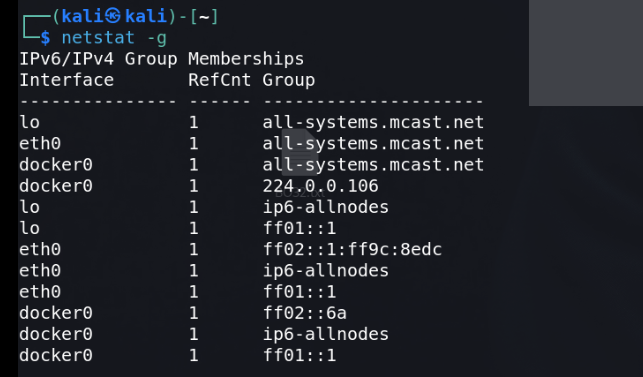 ┌──(kali㉿kali)-[~]
└─$ netstat -g
IPv6/IPv4 Group Memberships
Interface       RefCnt Group
--------------- ------ ---------------------
lo              1      all-systems.mcast.net
eth0            1      all-systems.mcast.net
docker0         1      all-systems.mcast.net
docker0         1      224.0.0.106
lo              1      ip6-allnodes
lo              1      ff01::1
eth0            1      ff02::1:ff9c:8edc
eth0            1      ip6-allnodes
eth0            1      ff01::1
docker0         1      ff02::6a
docker0         1      ip6-allnodes
docker0         1      ff01::1